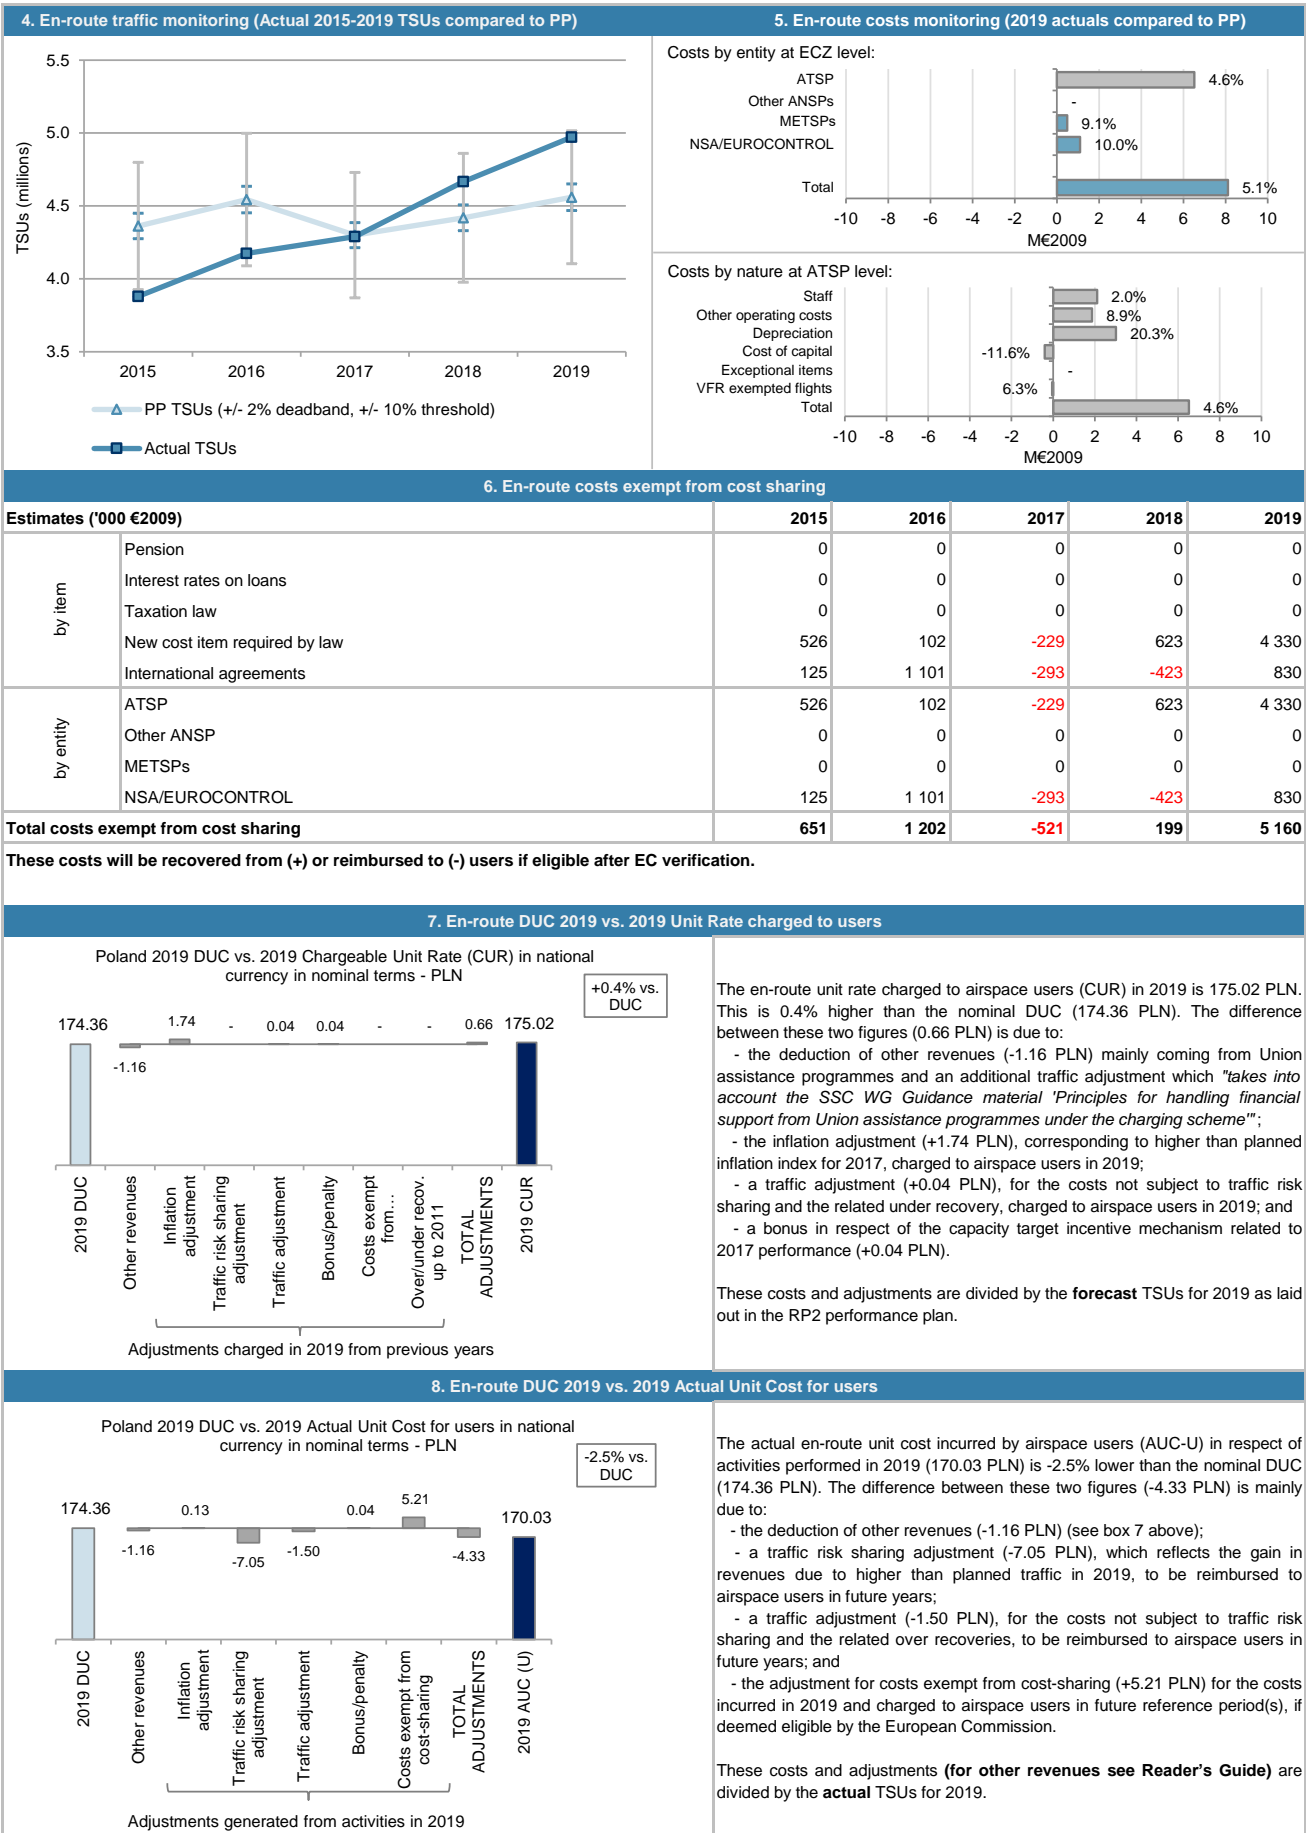 4. En-route traffic monitoring (Actual 2015-2019 TSUs compared to PP)
5.5
5.0
4.5
4.0
3.5
TSUs (millions)
2015 2016 2017 2018 2019
PP TSUs (+/- 2% deadband, +/- 10% threshold)
Actual TSUs
5. En-route costs monitoring (2019 actuals compared to PP)
Costs by entity at ECZ level:
ATSP 4.6%
Other ANSPs -
METSPs 9.1%
NSA/EUROCONTROL 10.0%
Total 5.1%
-10 -8 -6 -4 -2 0 2 4 6 8 10
M€2009
Costs by nature at ATSP level:
Staff 2.0%
Other operating costs 8.9%
Depreciation 20.3%
Cost of capital -11.6%
Exceptional items -
VFR exempted flights 6.3%
Total 4.6%
-10 -8 -6 -4 -2 0 2 4 6 8 10
M€2009
6. En-route costs exempt from cost sharing
Estimates ('000 €2009) 2015 2016 2017 2018 2019
by item
Pension 0 0 0 0 0
Interest rates on loans 0 0 0 0 0
Taxation law 0 0 0 0 0
New cost item required by law 526 102 -229 623 4 330
International agreements 125 1 101 -293 -423 830
by entity
ATSP 526 102 -229 623 4 330
Other ANSP 0 0 0 0 0
METSPs 0 0 0 0 0
NSA/EUROCONTROL 125 1 101 -293 -423 830
Total costs exempt from cost sharing 651 1 202 -521 199 5 160
These costs will be recovered from (+) or reimbursed to (-) users if eligible after EC verification.
7. En-route DUC 2019 vs. 2019 Unit Rate charged to users
Poland 2019 DUC vs. 2019 Chargeable Unit Rate (CUR) in national
currency in nominal terms - PLN
+0.4% vs.
DUC
174.36 -1.16 1.74 - 0.04 0.04 - - 0.66 175.02
2019 DUC
Other revenues
Inflation
adjustment
Traffic risk sharing
adjustment
Traffic adjustment
Bonus/penalty
Costs exempt
from…
Over/under recov.
up to 2011
TOTAL
ADJUSTMENTS
2019 CUR
Adjustments charged in 2019 from previous years
The en-route unit rate charged to airspace users (CUR) in 2019 is 175.02 PLN.
This is 0.4% higher than the nominal DUC (174.36 PLN). The difference
between these two figures (0.66 PLN) is due to:
- the deduction of other revenues (-1.16 PLN) mainly coming from Union
assistance programmes and an additional traffic adjustment which "takes into
account the SSC WG Guidance material 'Principles for handling financial
support from Union assistance programmes under the charging scheme'";
- the inflation adjustment (+1.74 PLN), corresponding to higher than planned
inflation index for 2017, charged to airspace users in 2019;
- a traffic adjustment (+0.04 PLN), for the costs not subject to traffic risk
sharing and the related under recovery, charged to airspace users in 2019; and
- a bonus in respect of the capacity target incentive mechanism related to
2017 performance (+0.04 PLN).
These costs and adjustments are divided by the forecast TSUs for 2019 as laid
out in the RP2 performance plan.
8. En-route DUC 2019 vs. 2019 Actual Unit Cost for users
Poland 2019 DUC vs. 2019 Actual Unit Cost for users in national
currency in nominal terms - PLN
-2.5% vs.
DUC
174.36 -1.16 0.13 -7.05 -1.50 0.04 5.21 -4.33 170.03
2019 DUC
Other revenues
Inflation
adjustment
Traffic risk sharing
adjustment
Traffic adjustment
Bonus/penalty
Costs exempt from
cost-sharing
TOTAL
ADJUSTMENTS
2019 AUC (U)
Adjustments generated from activities in 2019
The actual en-route unit cost incurred by airspace users (AUC-U) in respect of
activities performed in 2019 (170.03 PLN) is -2.5% lower than the nominal DUC
(174.36 PLN). The difference between these two figures (-4.33 PLN) is mainly
due to:
- the deduction of other revenues (-1.16 PLN) (see box 7 above);
- a traffic risk sharing adjustment (-7.05 PLN), which reflects the gain in
revenues due to higher than planned traffic in 2019, to be reimbursed to
airspace users in future years;
- a traffic adjustment (-1.50 PLN), for the costs not subject to traffic risk
sharing and the related over recoveries, to be reimbursed to airspace users in
future years; and
- the adjustment for costs exempt from cost-sharing (+5.21 PLN) for the costs
incurred in 2019 and charged to airspace users in future reference period(s), if
deemed eligible by the European Commission.
These costs and adjustments (for other revenues see Reader's Guide) are
divided by the actual TSUs for 2019.